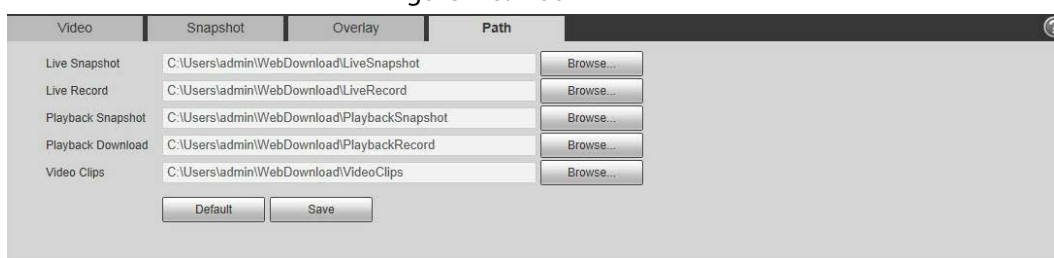 Video Snapshot Overlay Path
Live Snapshot C:\Users\admin\WebDownload\LiveSnapshot Browse...
Live Record C:\Users\admin\WebDownload\LiveRecord Browse...
Playback Snapshot C:\Users\admin\WebDownload\PlaybackSnapshot Browse...
Playback Download C:\Users\admin\WebDownload\PlaybackRecord Browse...
Video Clips C:\Users\admin\WebDownload\VideoClips Browse...
Default Save